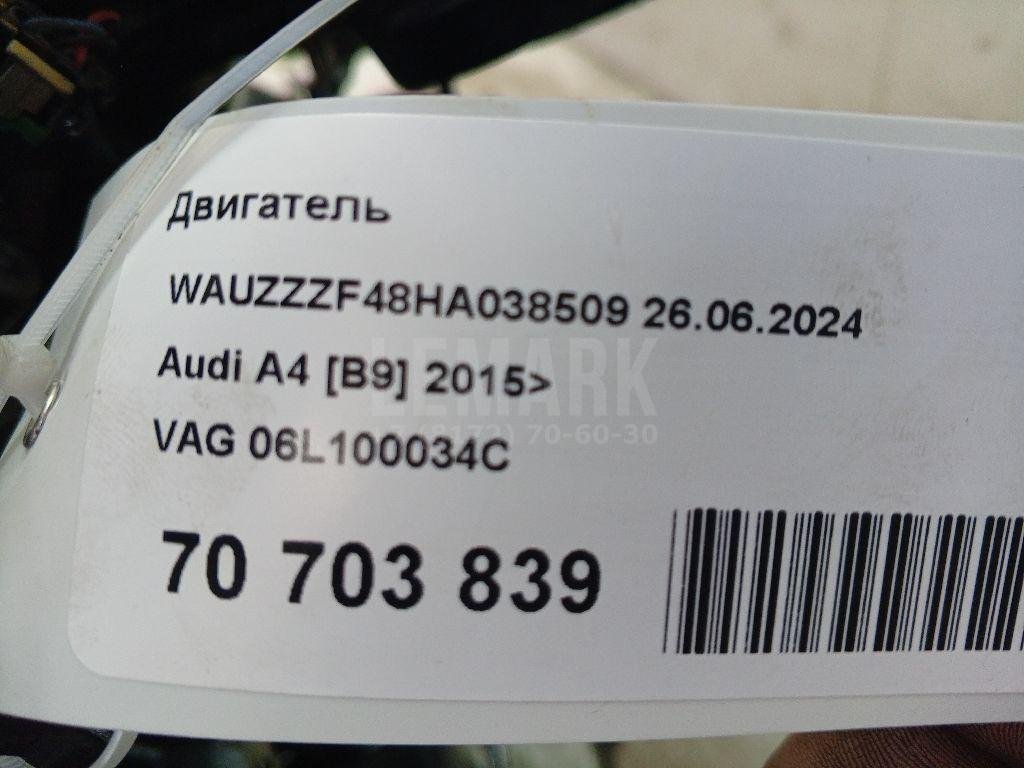 Двигатель
WAUZZZF48HA038509 26.06.2024
Audi A4 [B9] 2015>
LEMARK
+7 (8172) 70-60-30
VAG 06L100034C
70 703 839